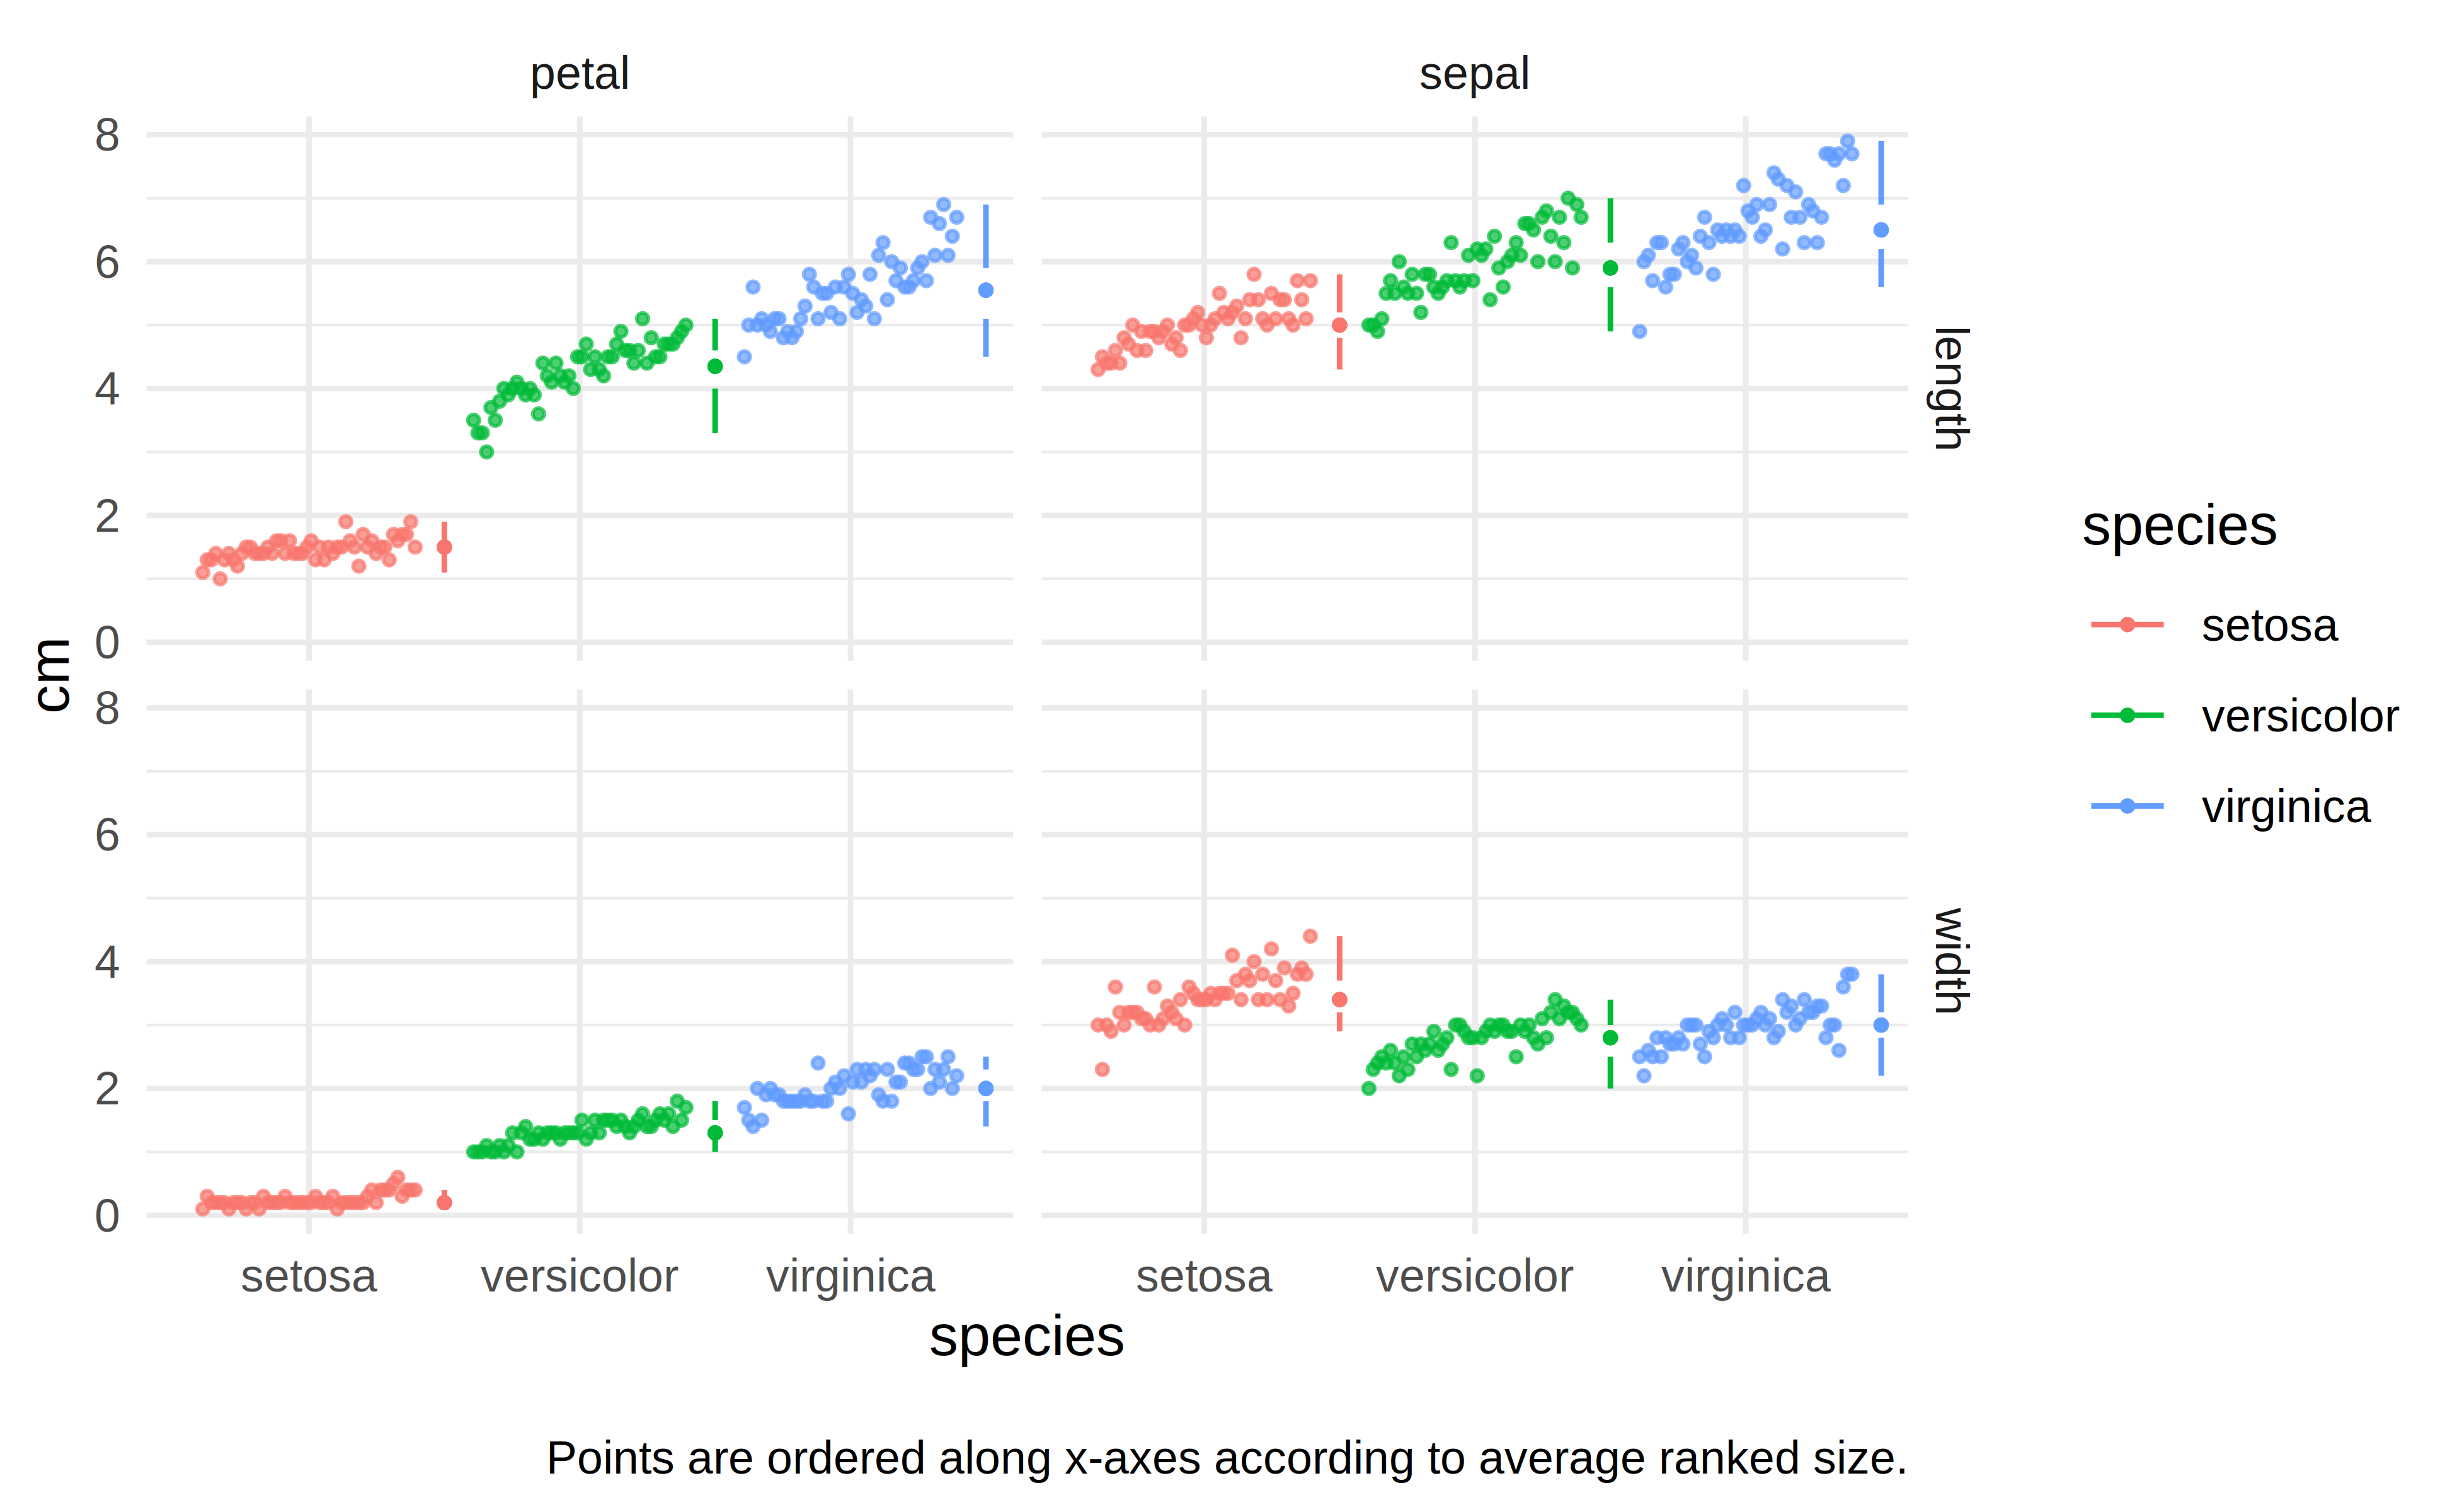 petal
sepal
8
6
4
2
0
length
cm
8
6
4
2
0
width
setosa
versicolor
virginica
setosa
versicolor
virginica
species
species
setosa
versicolor
virginica
Points are ordered along x-axes according to average ranked size.